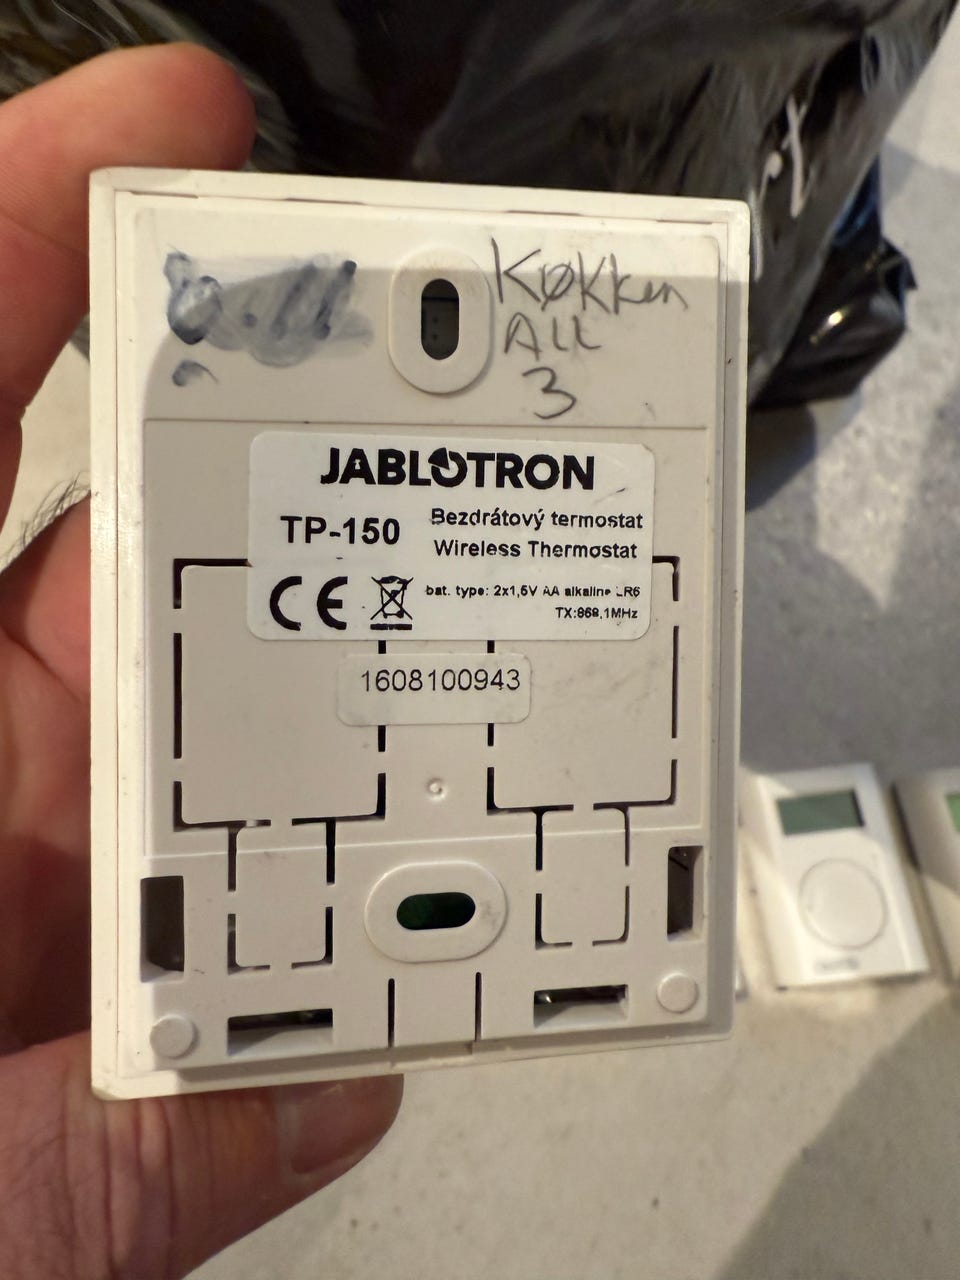 Køkken
ALL
3
JABLOTRON
TP-150
Bezdrátový termostat
Wireless Thermostat
bat. type: 2x1,5V AA alkaline LR6
TX:868,1MHz
1608100943